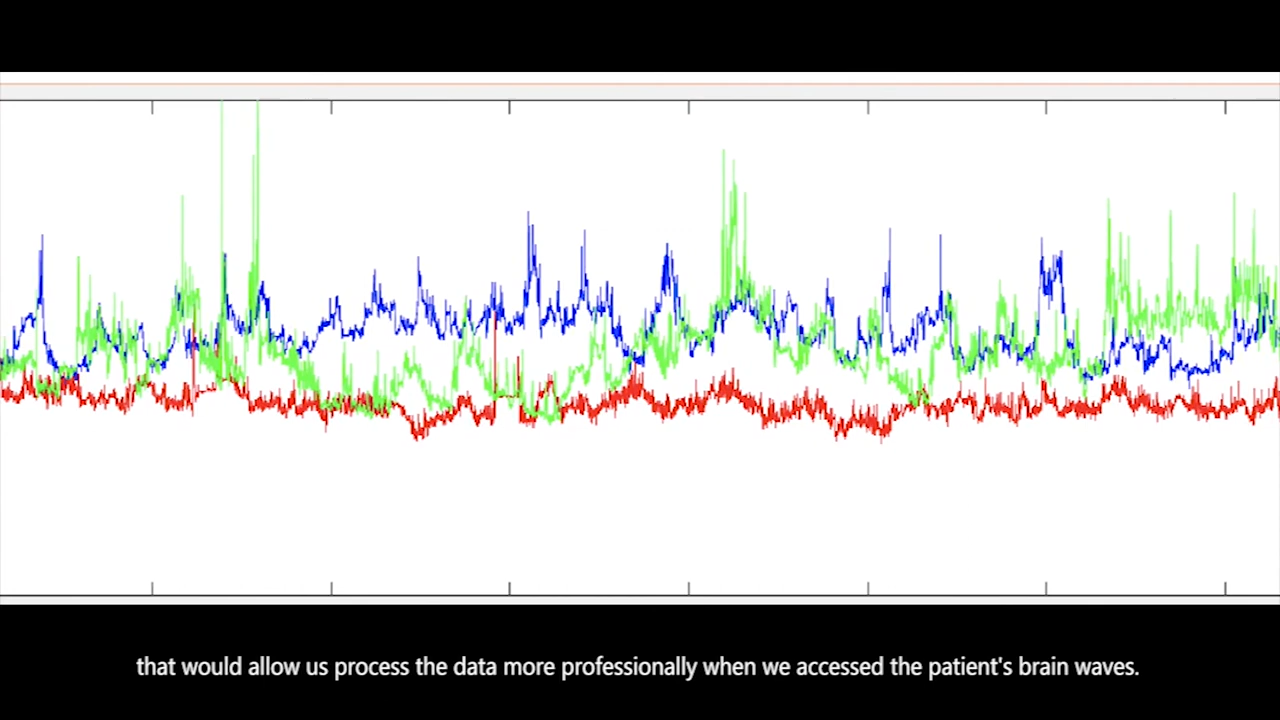 that would allow us process the data more professionally when we accessed the patient's brain waves.